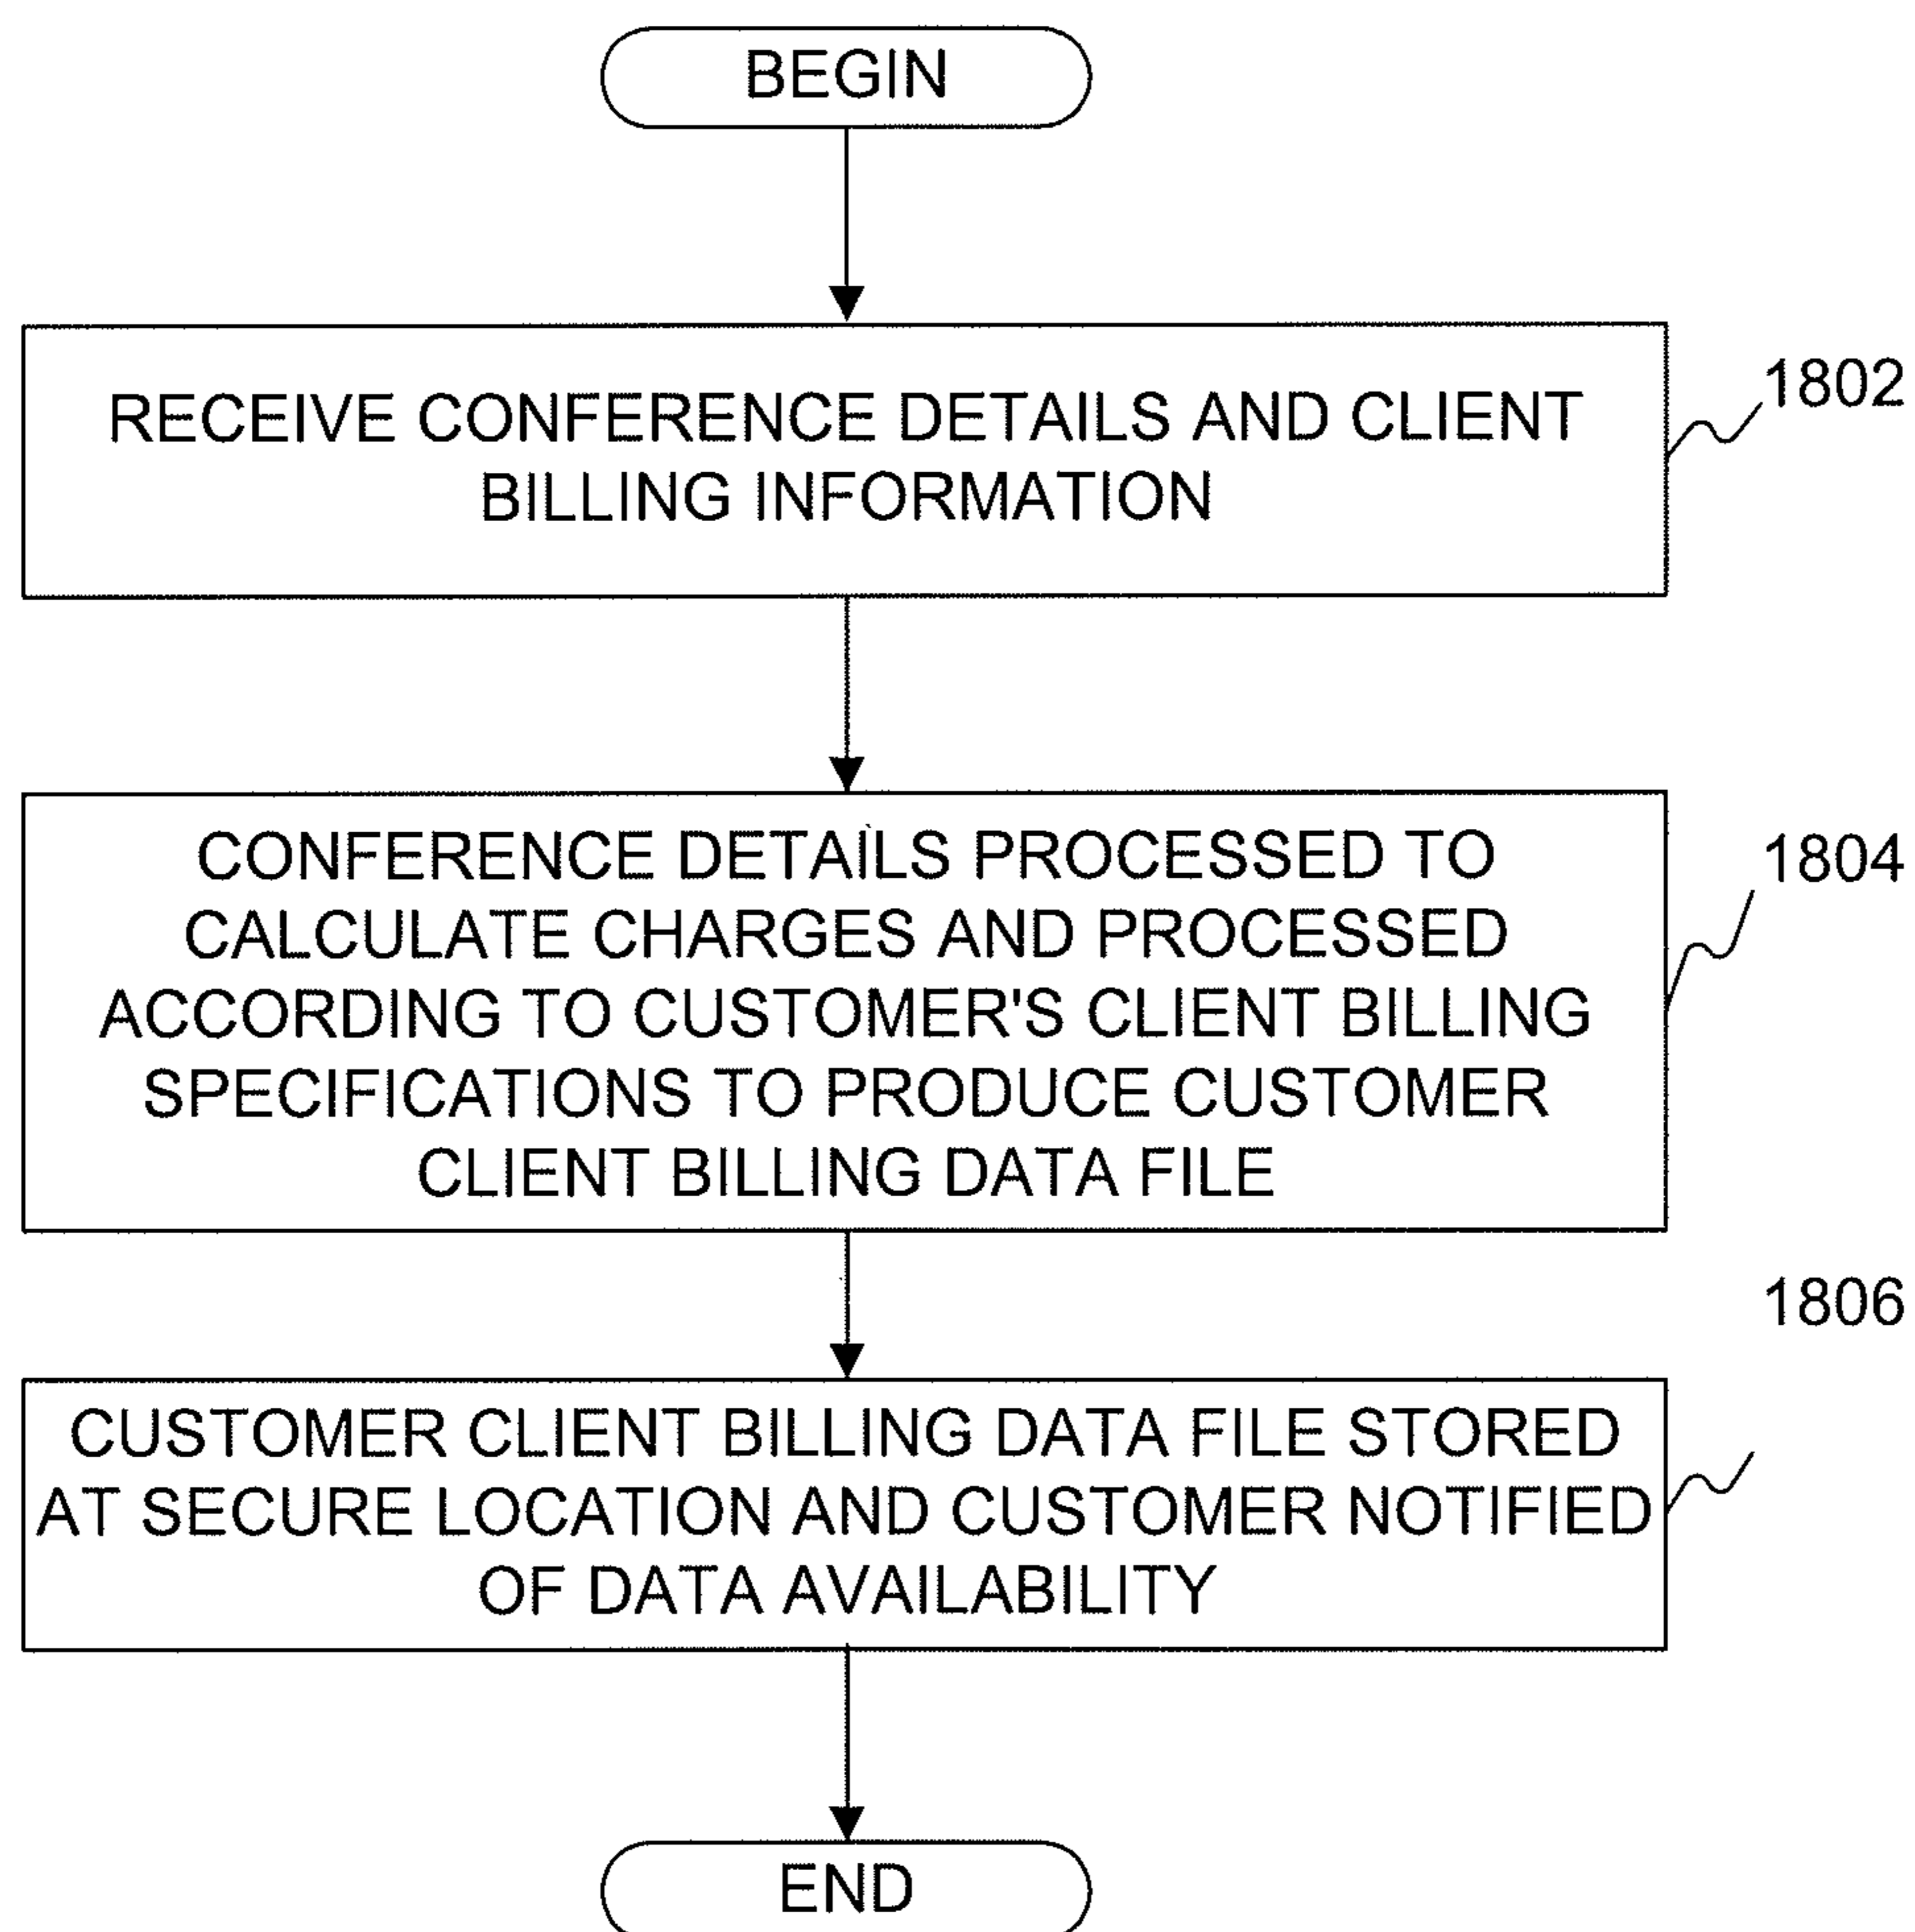 BEGIN
RECEIVE CONFERENCE DETAILS AND CLIENT
BILLING INFORMATION
1802
CONFERENCE DETAILS PROCESSED TO
CALCULATE CHARGES AND PROCESSED
ACCORDING TO CUSTOMER'S CLIENT BILLING
SPECIFICATIONS TO PRODUCE CUSTOMER
CLIENT BILLING DATA FILE
1804
1806
CUSTOMER CLIENT BILLING DATA FILE STORED
AT SECURE LOCATION AND CUSTOMER NOTIFIED
OF DATA AVAILABILITY
END